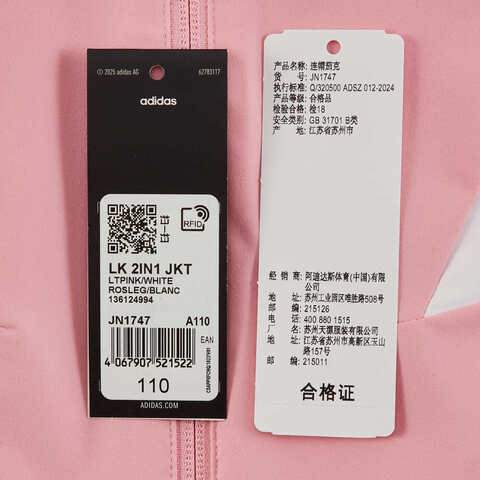 © 2025 adidas AG
62783117
adidas
扫一扫
RFID
LK 2IN1 JKT
LTPINK/WHITE
ROSLEG/BLANC
136124994
JN1747 A110
EAN
4 067907 521522
110
ADIDAS.COM
产品名称: 连帽茄克
货 号: JN1747
执行标准: Q/320500 ADSZ 012-2024
产品等级: 合格品
检验合格: 检18
安全类别: GB 31701 B类
产 地: 江苏省苏州市
经 销 商: 阿迪达斯体育(中国)有限
公司
地 址: 苏州工业园区唯胜路508号
邮 编: 215126
电 话: 400 880 1515
厂 名: 苏州天源服装有限公司
地 址: 江苏省苏州市高新区玉山
路157号
邮 编: 215011
合格证